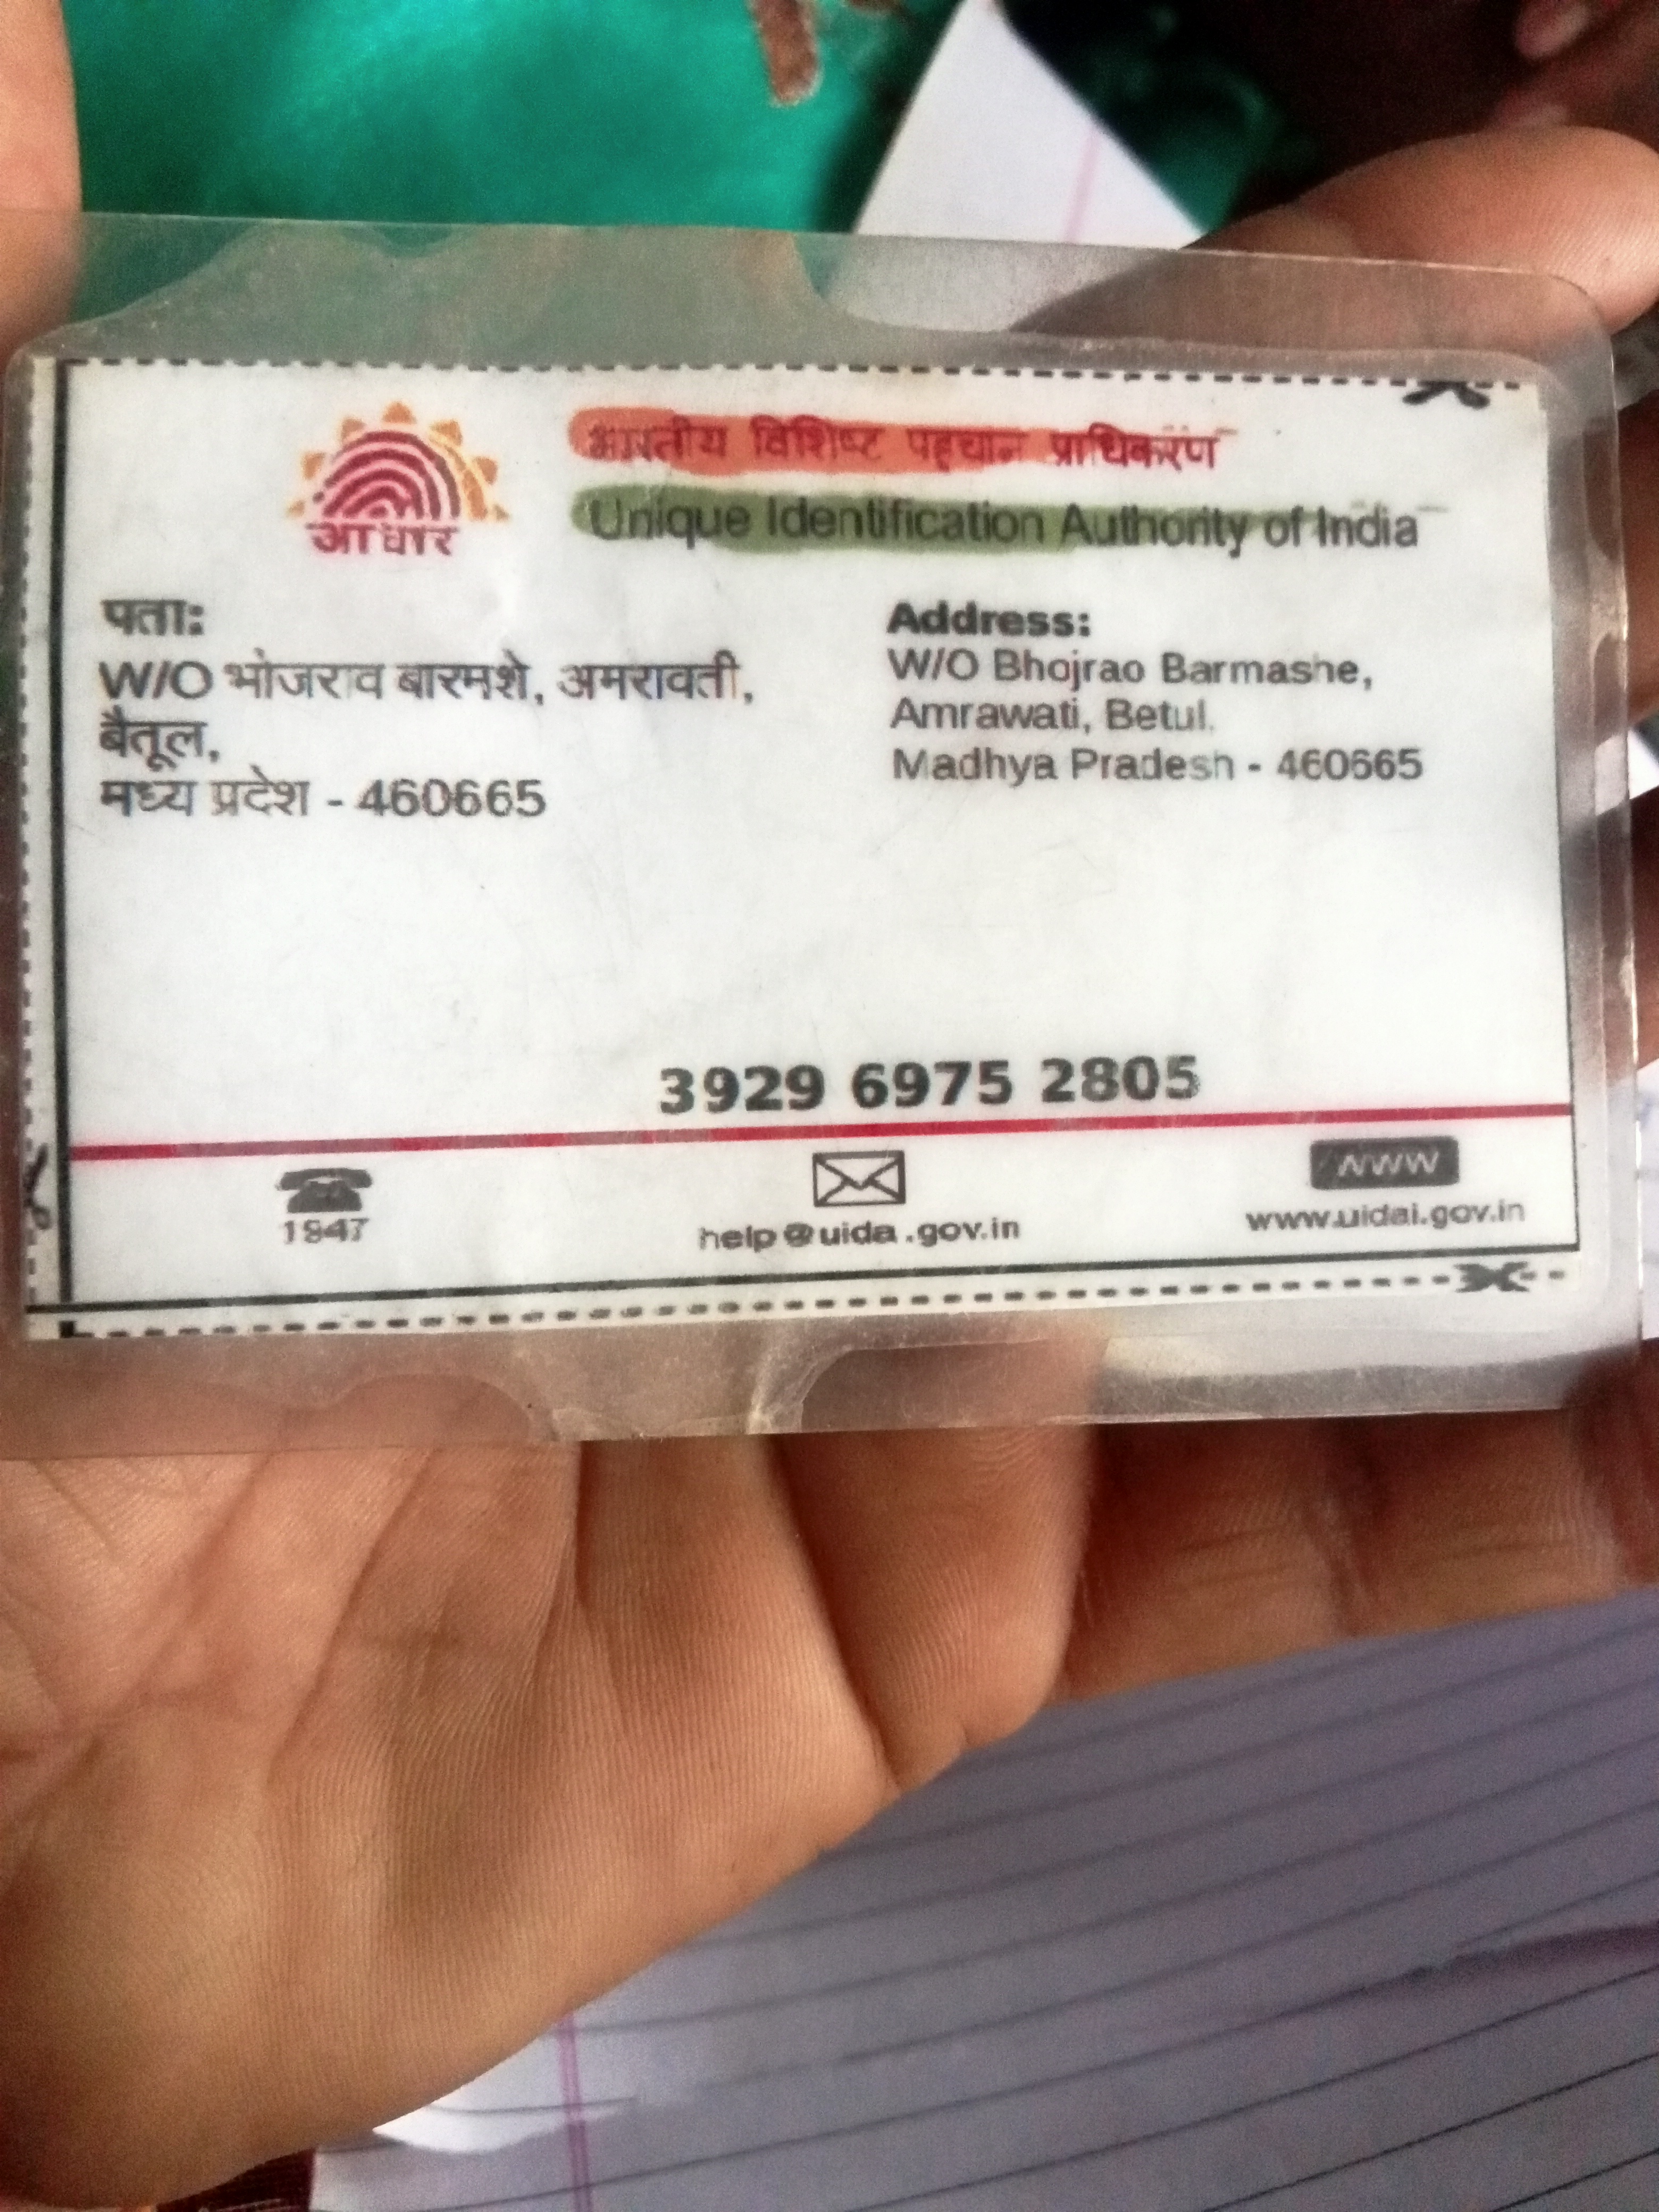 भारतीय विशिष्ट पहचान प्राधिकरण
Unique Identification Authority of India
आधार
पता:
W/O भोजराव बारमशे, अमरावती,
बैतूल,
मध्य प्रदेश - 460665
Address:
W/O Bhojrao Barmashe,
Amrawati, Betul.
Madhya Pradesh - 460665
3929 6975 2805
1947
help@uida.gov.in
www
www.uidai.gov.in